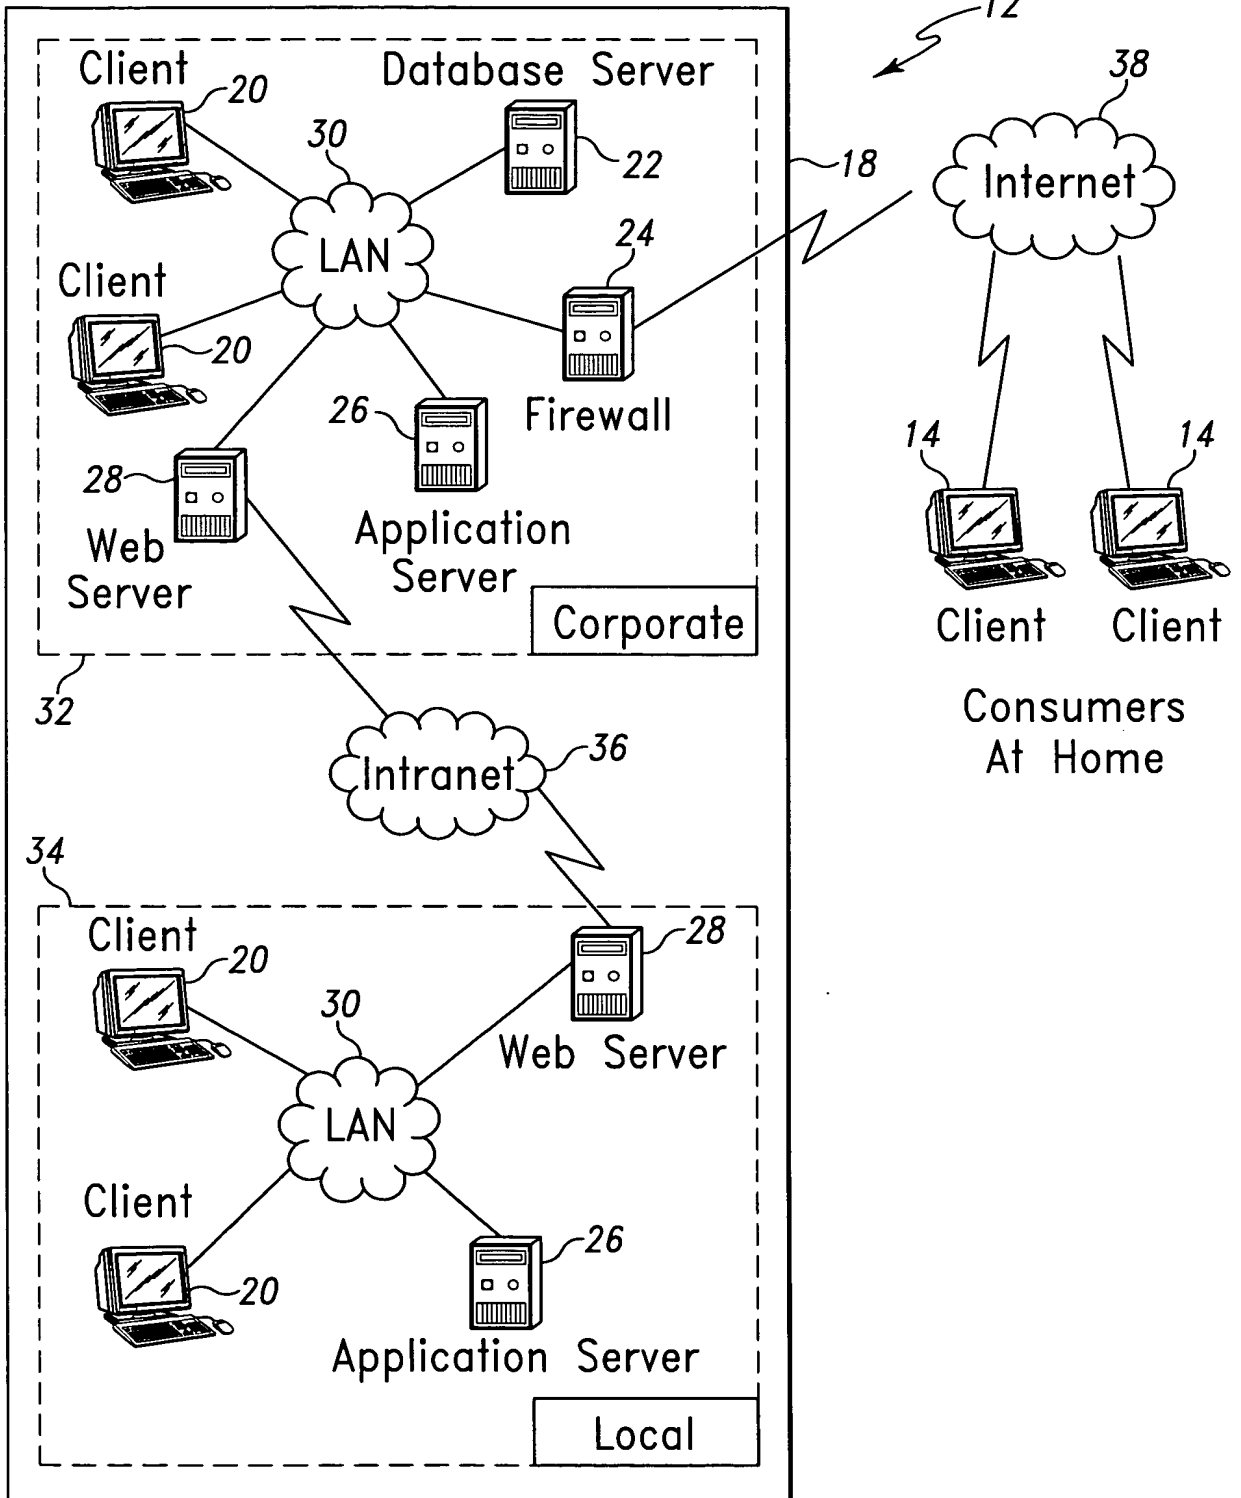 12
Client
20
Database Server
22
38
Internet
30
LAN
18
24
Client
20
Firewall
26
Application
Server
28
Web
Server
Corporate
14
14
Client
Client
Consumers
At Home
32
Intranet
36
34
Client
20
28
Web Server
30
LAN
Client
20
26
Application Server
Local